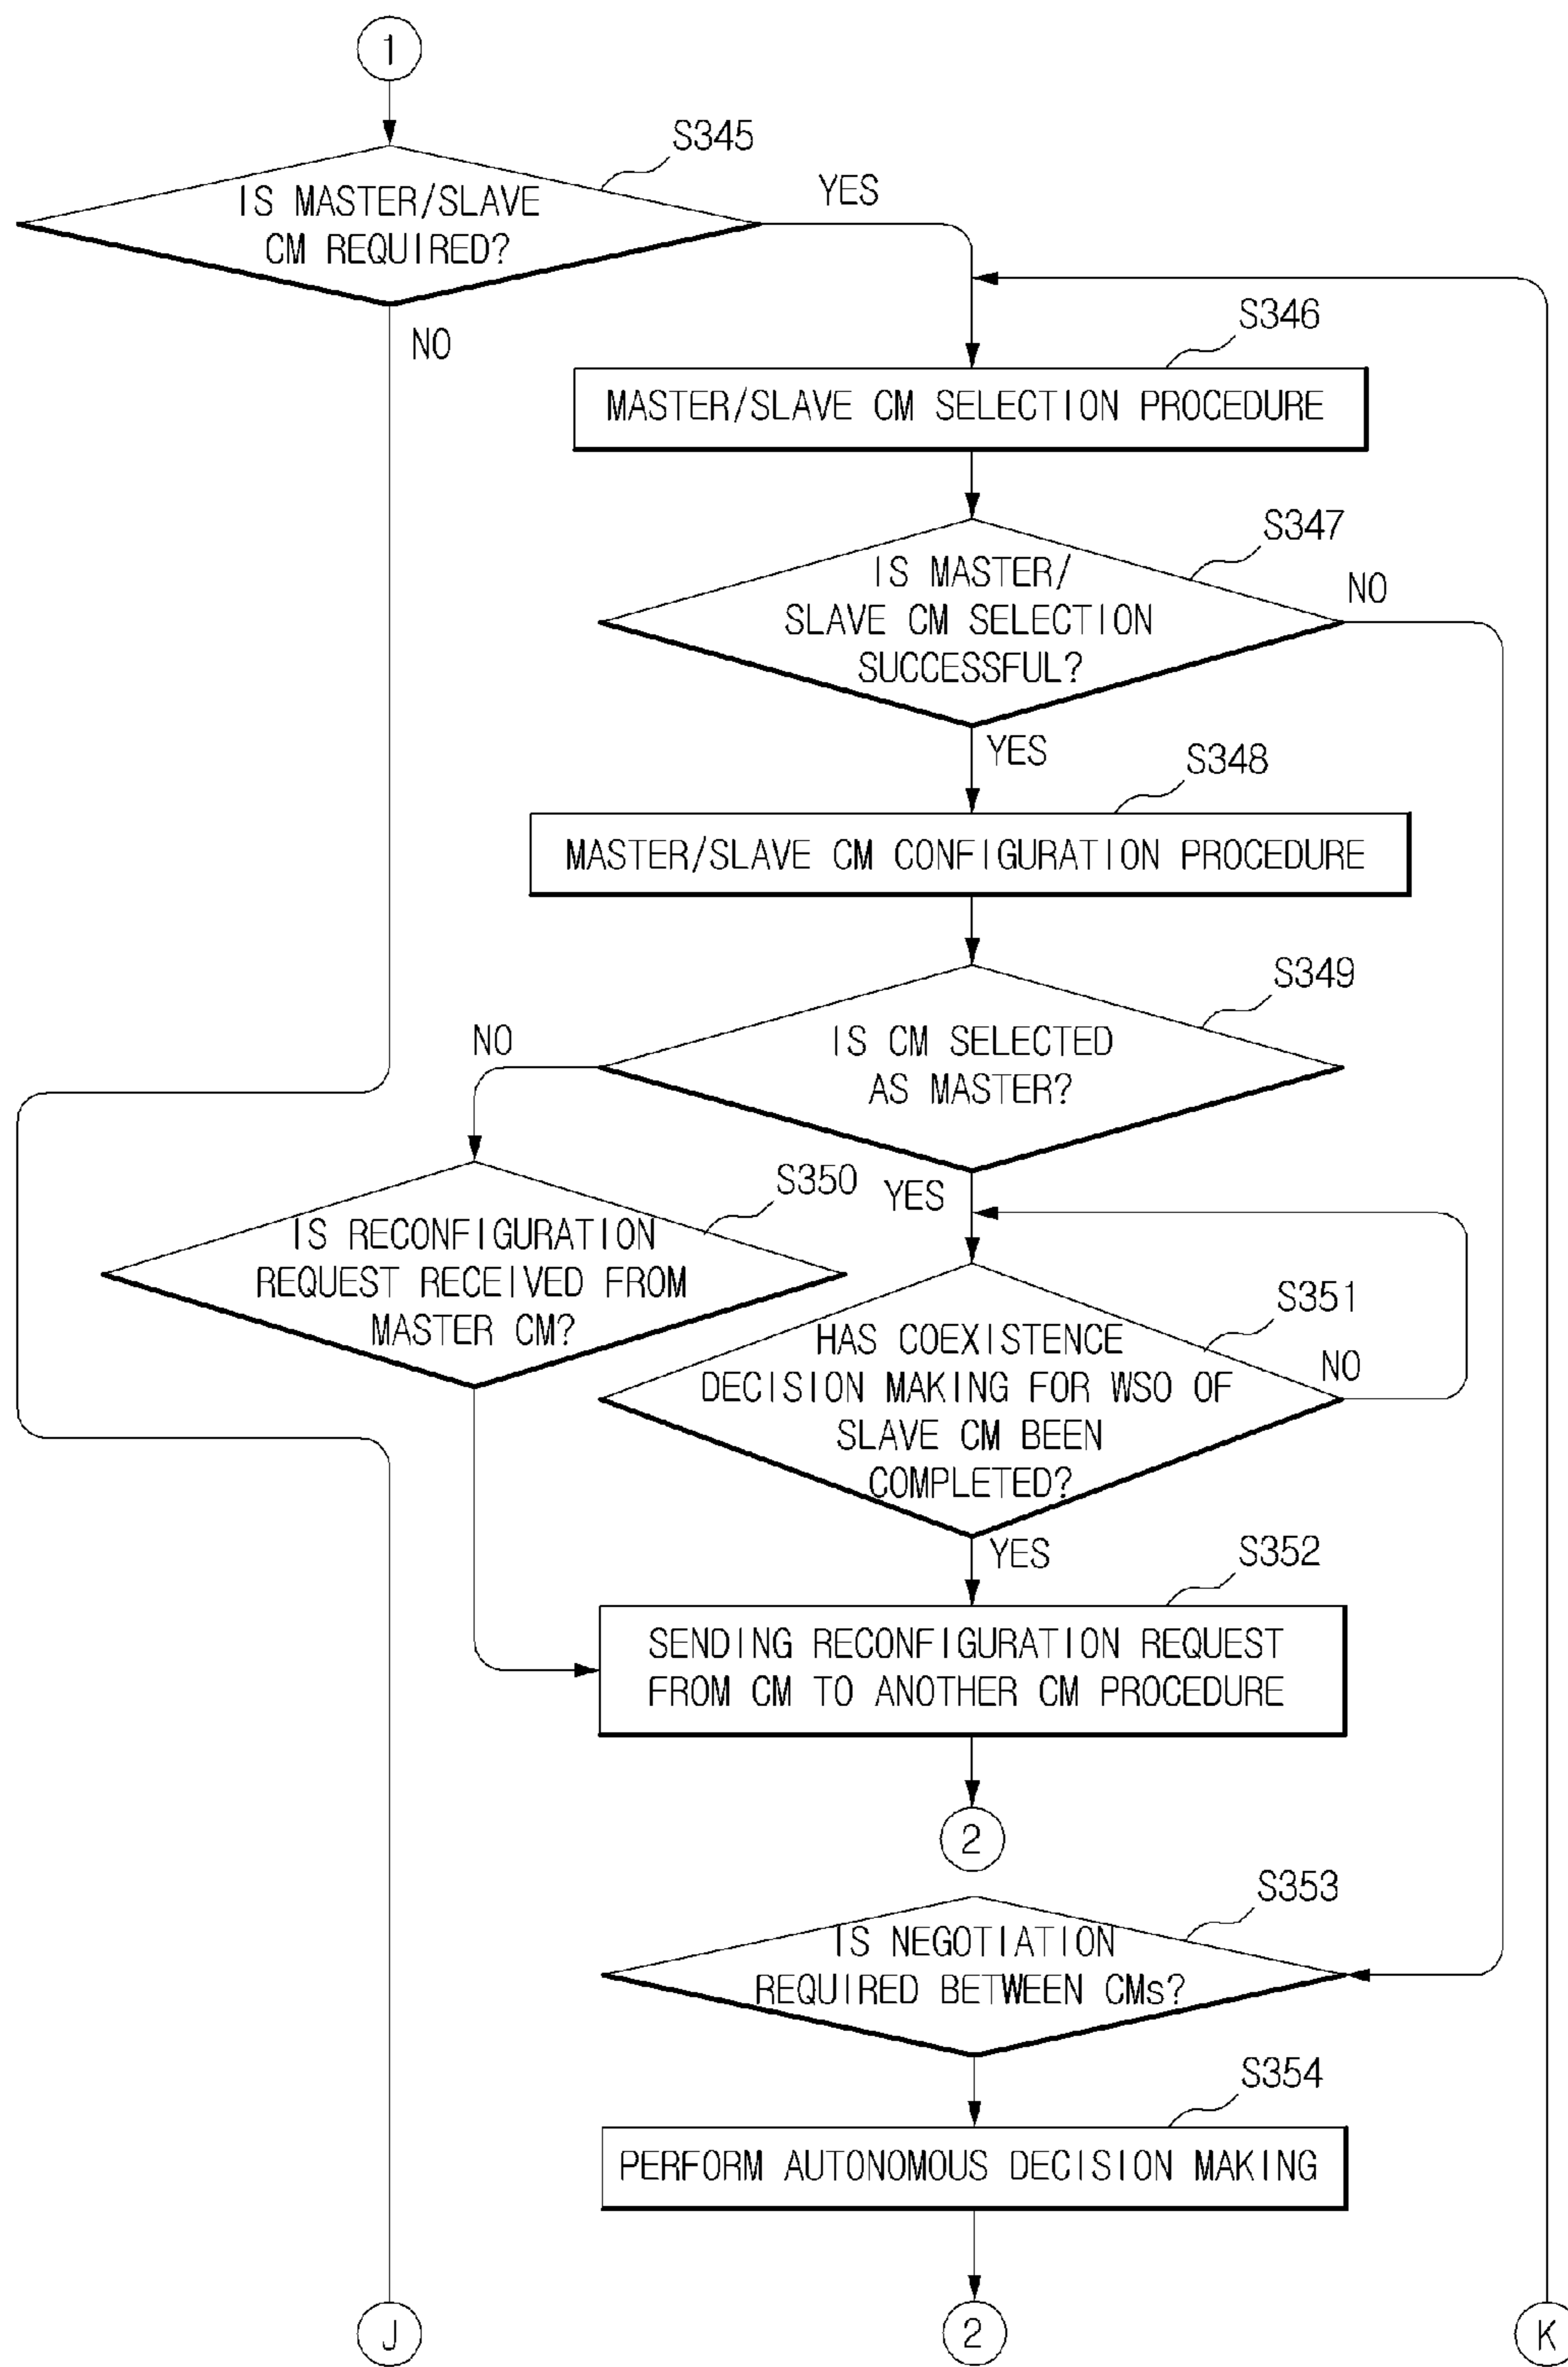 1
S345
IS MASTER/SLAVE
CM REQUIRED?
YES
NO
S346
MASTER/SLAVE CM SELECTION PROCEDURE
S347
IS MASTER/
SLAVE CM SELECTION
SUCCESSFUL?
NO
YES
S348
MASTER/SLAVE CM CONFIGURATION PROCEDURE
S349
IS CM SELECTED
AS MASTER?
NO
YES
S350
IS RECONFIGURATION
REQUEST RECEIVED FROM
MASTER CM?
S351
HAS COEXISTENCE
DECISION MAKING FOR WSO OF
SLAVE CM BEEN
COMPLETED?
NO
YES
S352
SENDING RECONFIGURATION REQUEST
FROM CM TO ANOTHER CM PROCEDURE
2
S353
IS NEGOTIATION
REQUIRED BETWEEN CMs?
S354
PERFORM AUTONOMOUS DECISION MAKING
J
2
K